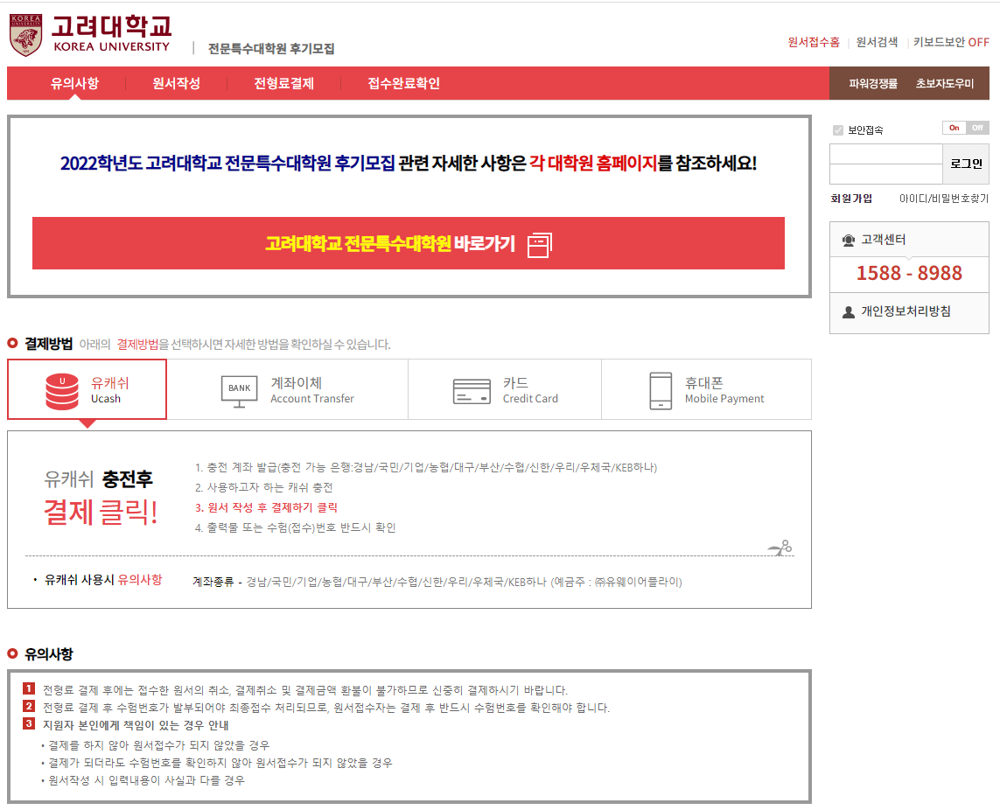 KOREA
UNIVERSITY
고려대학교
KOREA UNIVERSITY
전문특수대학원 후기모집
원서접수홈 | 원서검색 | 키보드보안 OFF
유의사항 원서작성 전형료결제 접수완료확인 파워경쟁률 초보자도우미
2022학년도 고려대학교 전문특수대학원 후기모집 관련 자세한 사항은 각 대학원 홈페이지를 참조하세요!
고려대학교 전문특수대학원 바로가기
보안접속 On Off
로그인
회원가입 아이디/비밀번호찾기
고객센터
1588 - 8988
개인정보처리방침
결제방법 아래의 결제방법을 선택하시면 자세한 방법을 확인하실 수 있습니다.
U 유캐쉬
Ucash
BANK 계좌이체
Account Transfer
카드
Credit Card
휴대폰
Mobile Payment
유캐쉬 충전후
결제 클릭!
1. 충전 계좌 발급(충전 가능 은행:경남/국민/기업/농협/대구/부산/수협/신한/우리/우체국/KEB하나)
2. 사용하고자 하는 캐쉬 충전
3. 원서 작성 후 결제하기 클릭
4. 출력물 또는 수험(접수)번호 반드시 확인
· 유캐쉬 사용시 유의사항 계좌종류 - 경남/국민/기업/농협/대구/부산/수협/신한/우리/우체국/KEB하나 (예금주 : ㈜유웨이어플라이)
유의사항
1 전형료 결제 후에는 접수한 원서의 취소, 결제취소 및 결제금액 환불이 불가하므로 신중히 결제하시기 바랍니다.
2 전형료 결제 후 수험번호가 발부되어야 최종접수 처리되므로, 원서접수자는 결제 후 반드시 수험번호를 확인해야 합니다.
3 지원자 본인에게 책임이 있는 경우 안내
• 결제를 하지 않아 원서접수가 되지 않았을 경우
• 결제가 되더라도 수험번호를 확인하지 않아 원서접수가 되지 않았을 경우
• 원서작성 시 입력내용이 사실과 다를 경우